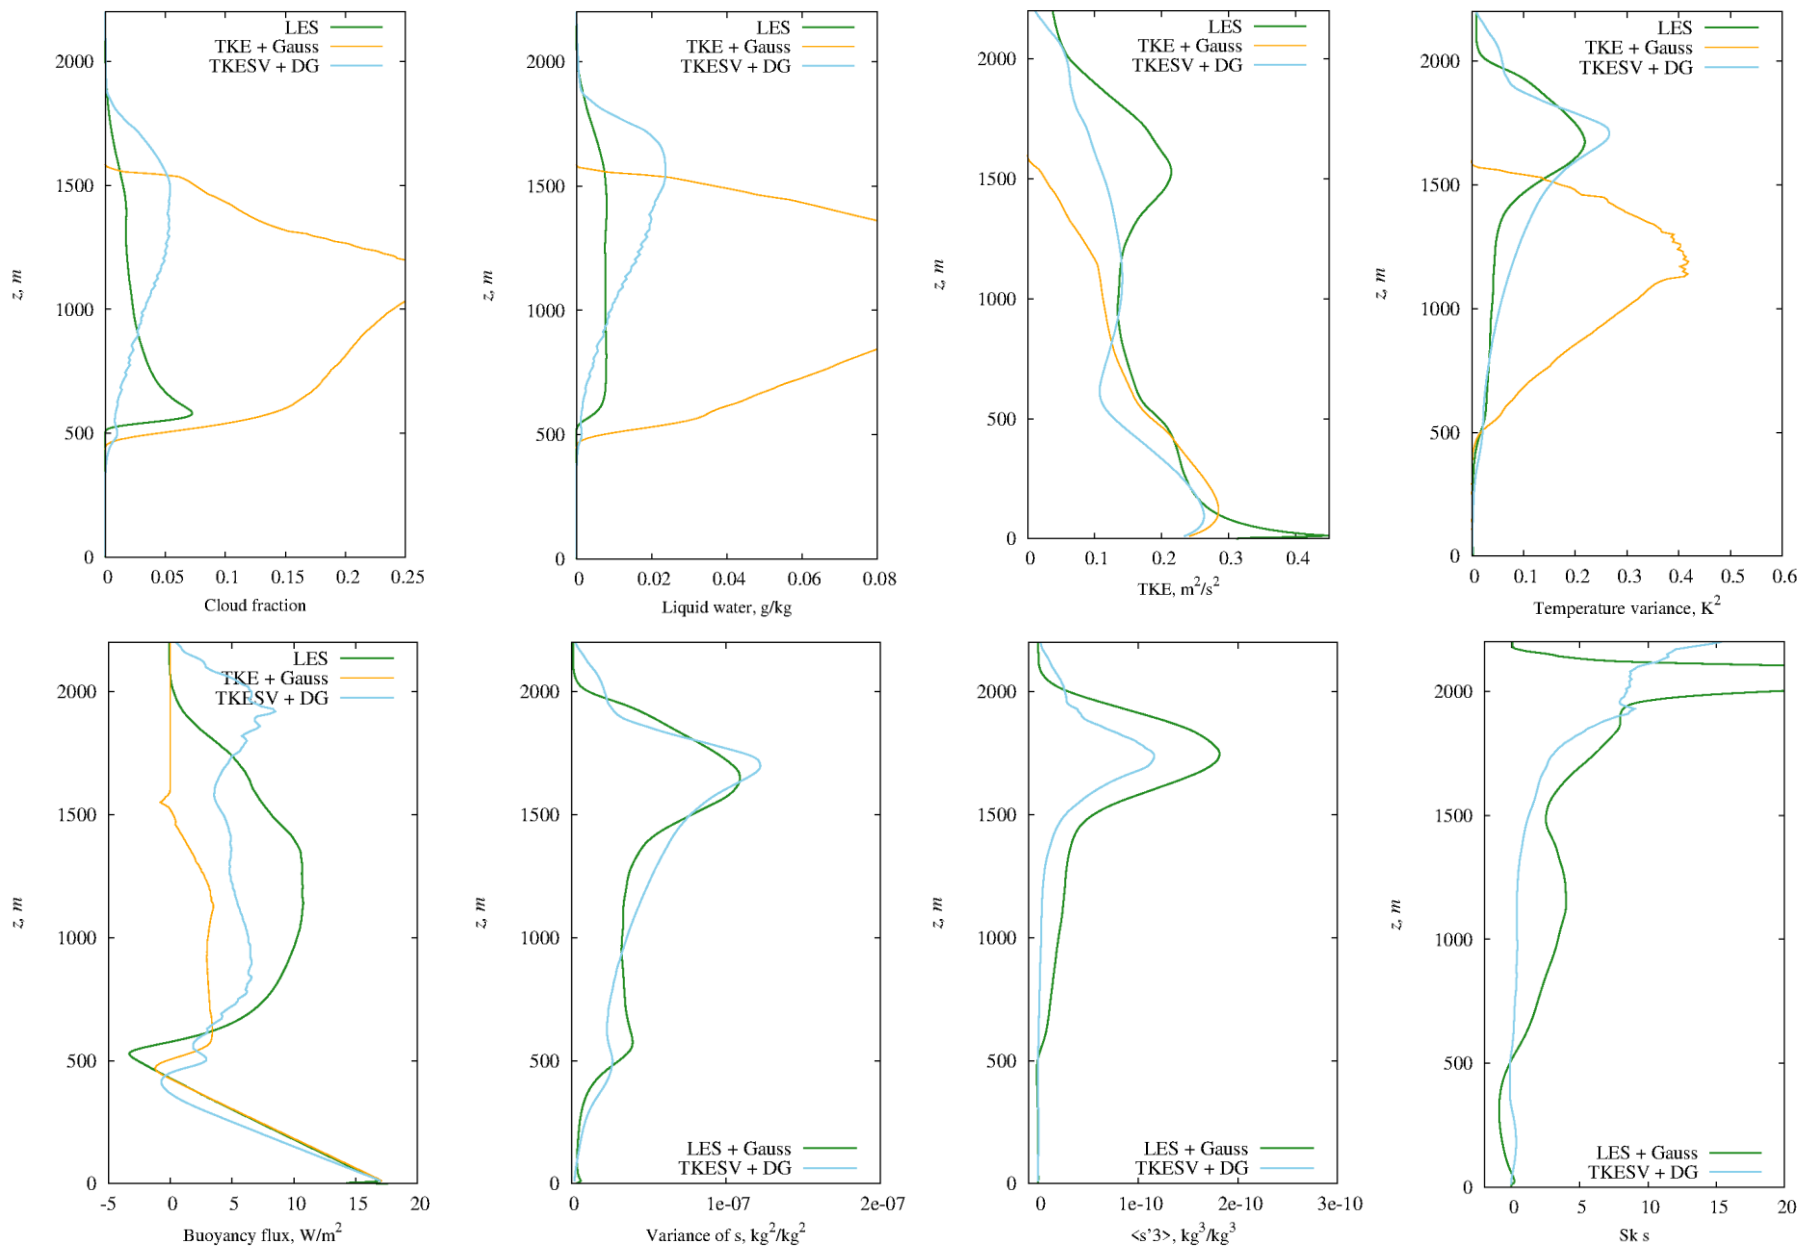 LES
TKE + Gauss
TKESV + DG
2000
1500
1000
500
0
z, m
0 0.05 0.1 0.15 0.2 0.25
Cloud fraction
LES
TKE + Gauss
TKESV + DG
2000
1500
1000
500
0
z, m
0 0.02 0.04 0.06 0.08
Liquid water, g/kg
LES
TKE + Gauss
TKESV + DG
2000
1500
1000
500
0
z, m
0 0.1 0.2 0.3 0.4
TKE, m²/s²
LES
TKE + Gauss
TKESV + DG
2000
1500
1000
500
0
z, m
0 0.1 0.2 0.3 0.4 0.5 0.6
Temperature variance, K²
LES
TKE + Gauss
TKESV + DG
2000
1500
1000
500
0
z, m
-5 0 5 10 15 20
Buoyancy flux, W/m²
2000
1500
1000
500
0
z, m
LES + Gauss
TKESV + DG
0 1e-07 2e-07
Variance of s, kg²/kg²
2000
1500
1000
500
0
z, m
LES + Gauss
TKESV + DG
0 1e-10 2e-10 3e-10
<s'3>, kg³/kg³
2000
1500
1000
500
0
z, m
LES + Gauss
TKESV + DG
0 5 10 15 20
Sk s